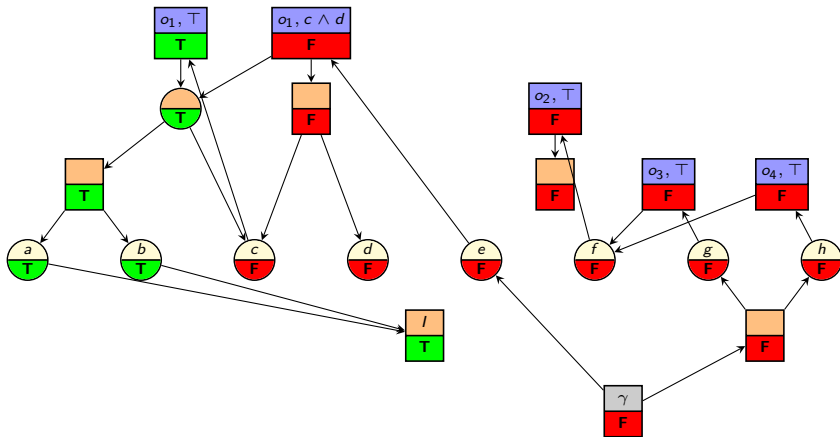 o₁, ⊤
T
o₁, c ∧ d
F
T
F
o₂, ⊤
F
T
F
o₃, ⊤
F
o₄, ⊤
F
a
T
b
T
c
F
d
F
e
F
f
F
g
F
h
F
I
T
F
γ
F